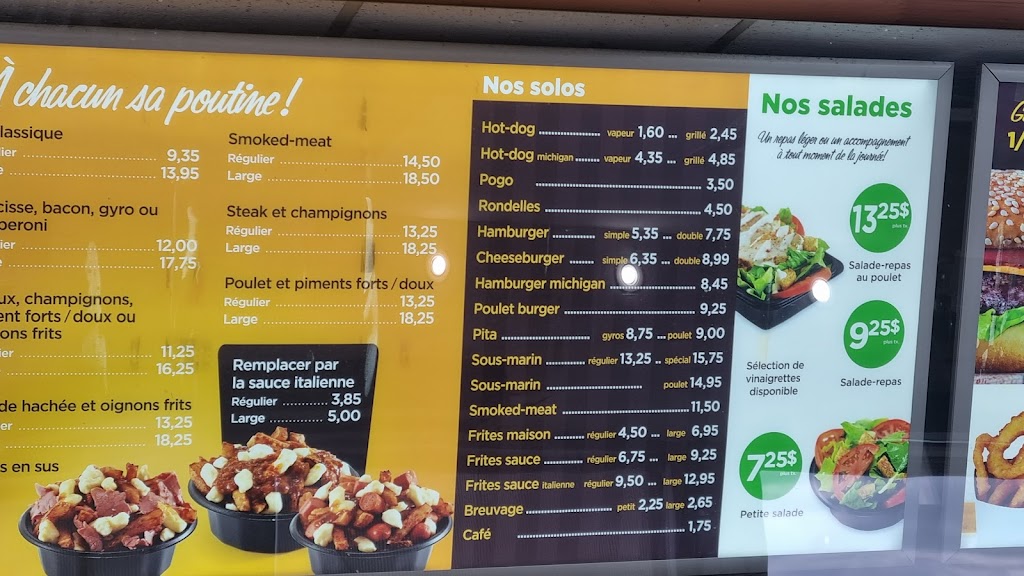 À chacun sa poutine !
lassique
lier ........ 9,35
e ........ 13,95
cisse, bacon, gyro ou
peroni
ier ........ 12,00
e ........ 17,75
ux, champignons,
ent forts / doux ou
ons frits
ier ........ 11,25
........ 16,25
de hachée et oignons frits
er ........ 13,25
........ 18,25
s en sus
Smoked-meat
Régulier ........ 14,50
Large ........ 18,50
Steak et champignons
Régulier ........ 13,25
Large ........ 18,25
Poulet et piments forts / doux
Régulier ........ 13,25
Large ........ 18,25
Remplacer par
la sauce italienne
Régulier ........ 3,85
Large ........ 5,00
Nos solos
Hot-dog ........ vapeur 1,60 ... grillé 2,45
Hot-dog michigan ..... vapeur 4,35 ... grillé 4,85
Pogo ........ 3,50
Rondelles ........ 4,50
Hamburger ........ simple 5,35 ... double 7,75
Cheeseburger ....... simple 6,35 ... double 8,99
Hamburger michigan ........ 8,45
Poulet burger ........ 9,25
Pita ........ gyros 8,75 ... poulet 9,00
Sous-marin ........ régulier 13,25 ... spécial 15,75
Sous-marin ........ poulet 14,95
Smoked-meat ........ 11,50
Frites maison ........ régulier 4,50 ... large 6,95
Frites sauce ........ régulier 6,75 ... large 9,25
Frites sauce italienne régulier 9,50 ... large 12,95
Breuvage ........ petit 2,25 large 2,65
Café ........ 1,75
Nos salades
Un repas léger ou un accompagnement
à tout moment de la journée!
13 25$
plus tx.
Salade-repas
au poulet
9 25$
plus tx.
Salade-repas
Sélection de
vinaigrettes
disponible
7 25$
plus tx.
Petite salade
G
1/